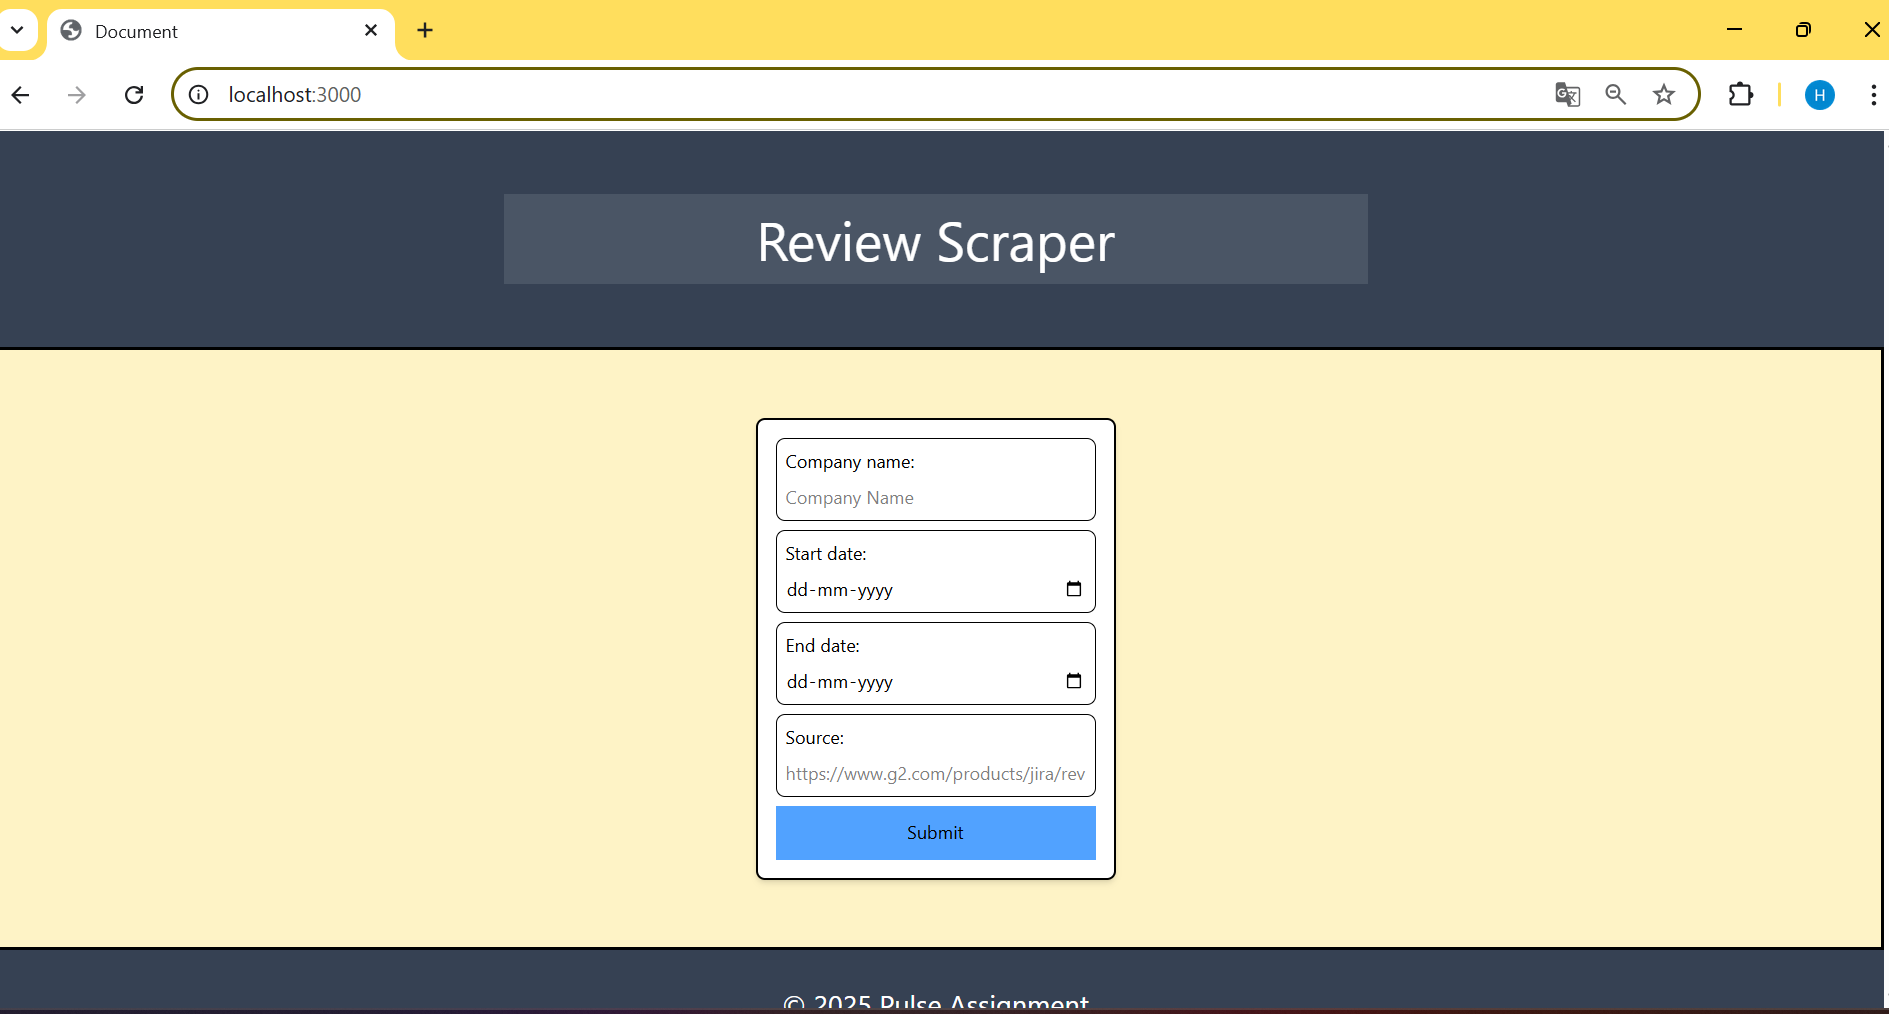 Document
localhost:3000
H
Review Scraper
Company name:
Company Name
Start date:
dd-mm-yyyy
End date:
dd-mm-yyyy
Source:
https://www.g2.com/products/jira/rev
Submit
© 2025 Pulse Assignment